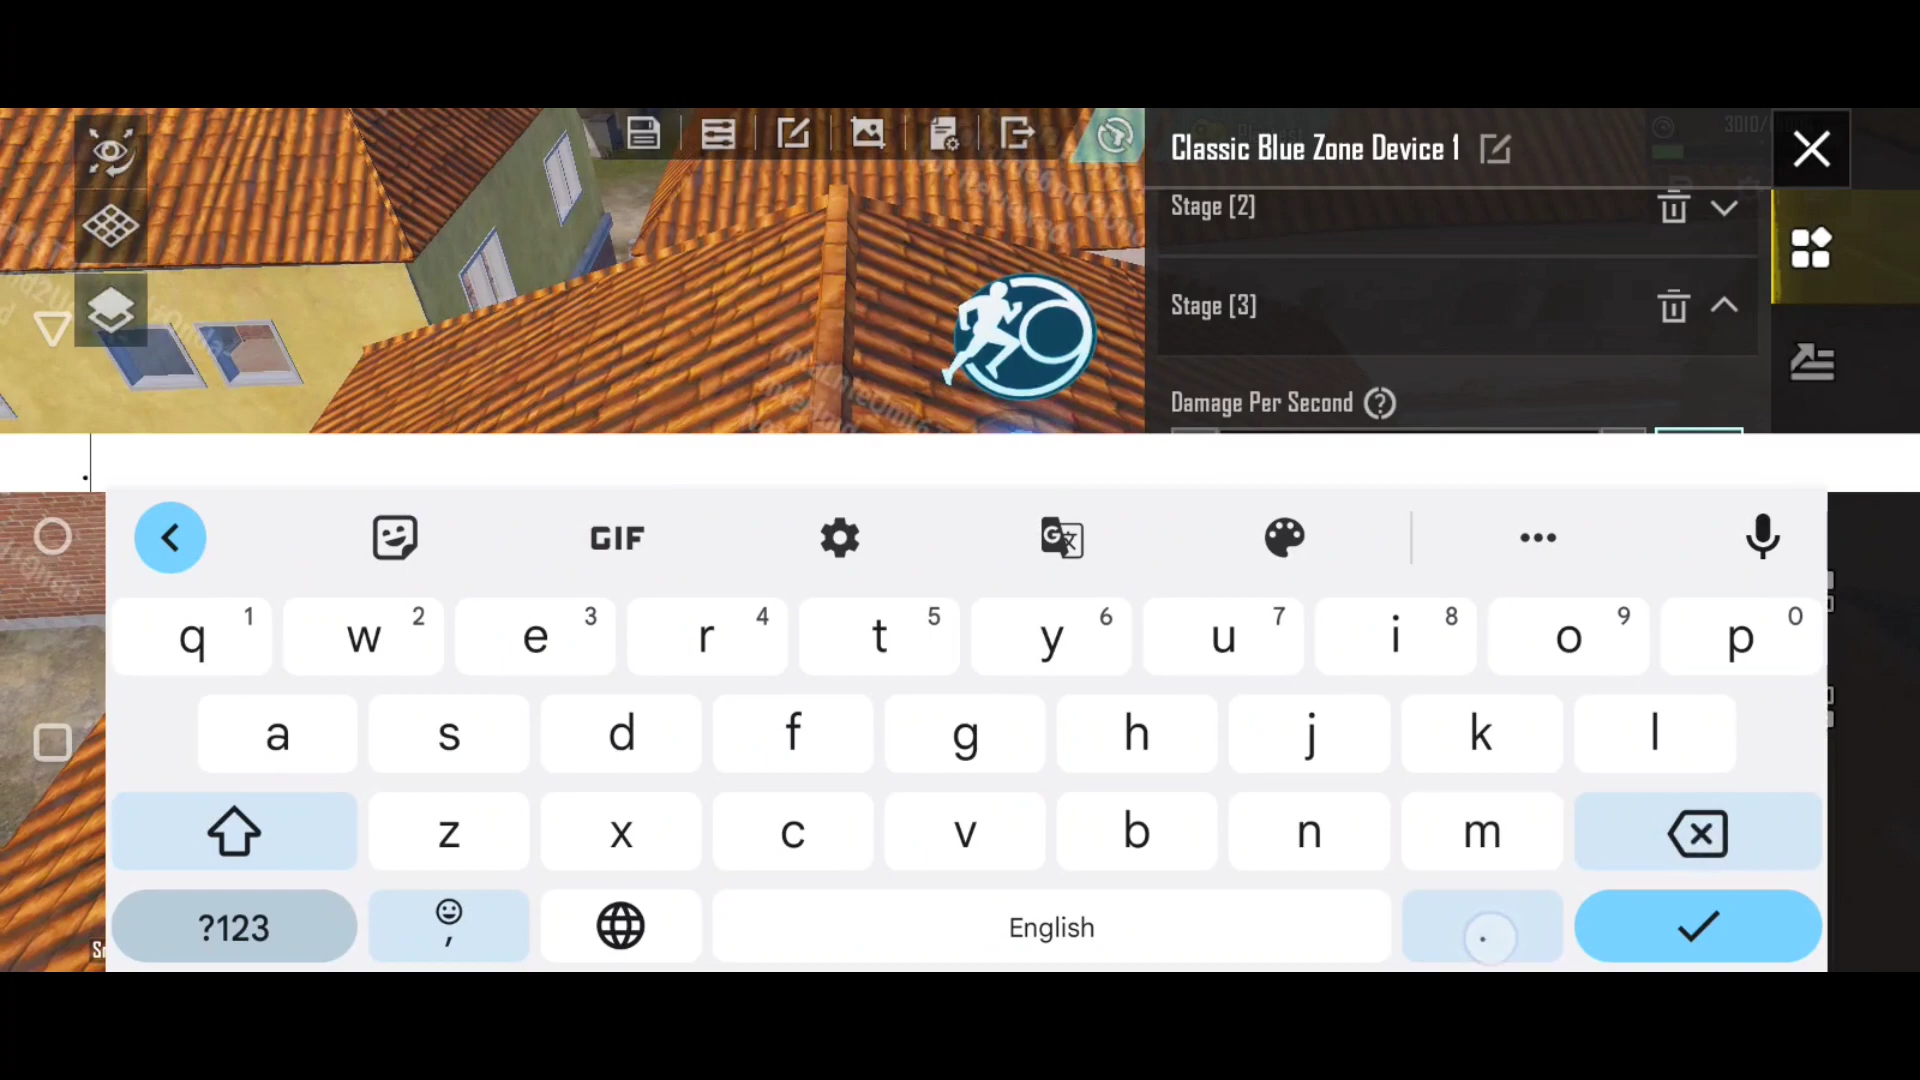 Classic Blue Zone Device 1
Stage [2]
Stage [3]
Damage Per Second ?
.
GIF
q 1 w 2 e 3 r 4 t 5 y 6 u 7 i 8 o 9 p 0
a s d f g h j k l
z x c v b n m
?123 , English .